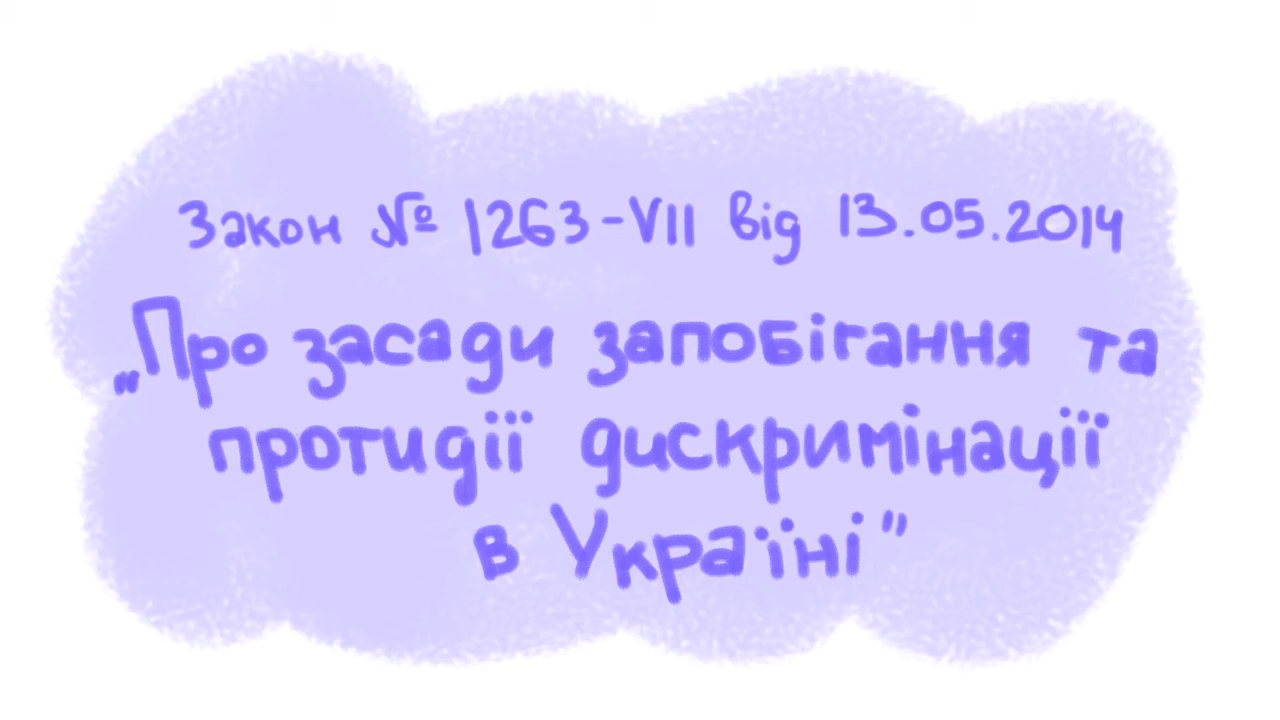 Закон № 1263-VII від 13.05.2014
„Про засади запобігання та
протидії дискримінації
в Україні"